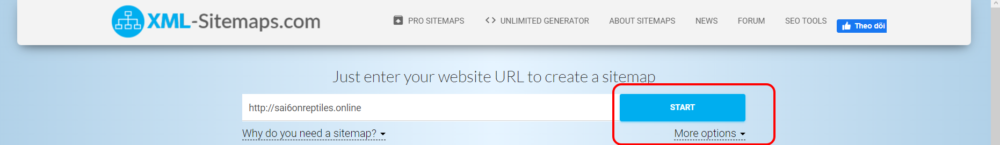 XML-Sitemaps.com
PRO SITEMAPS
UNLIMITED GENERATOR
ABOUT SITEMAPS
NEWS
FORUM
SEO TOOLS
Theo dõi
Just enter your website URL to create a sitemap
http://sai6onreptiles.online
START
Why do you need a sitemap?
More options